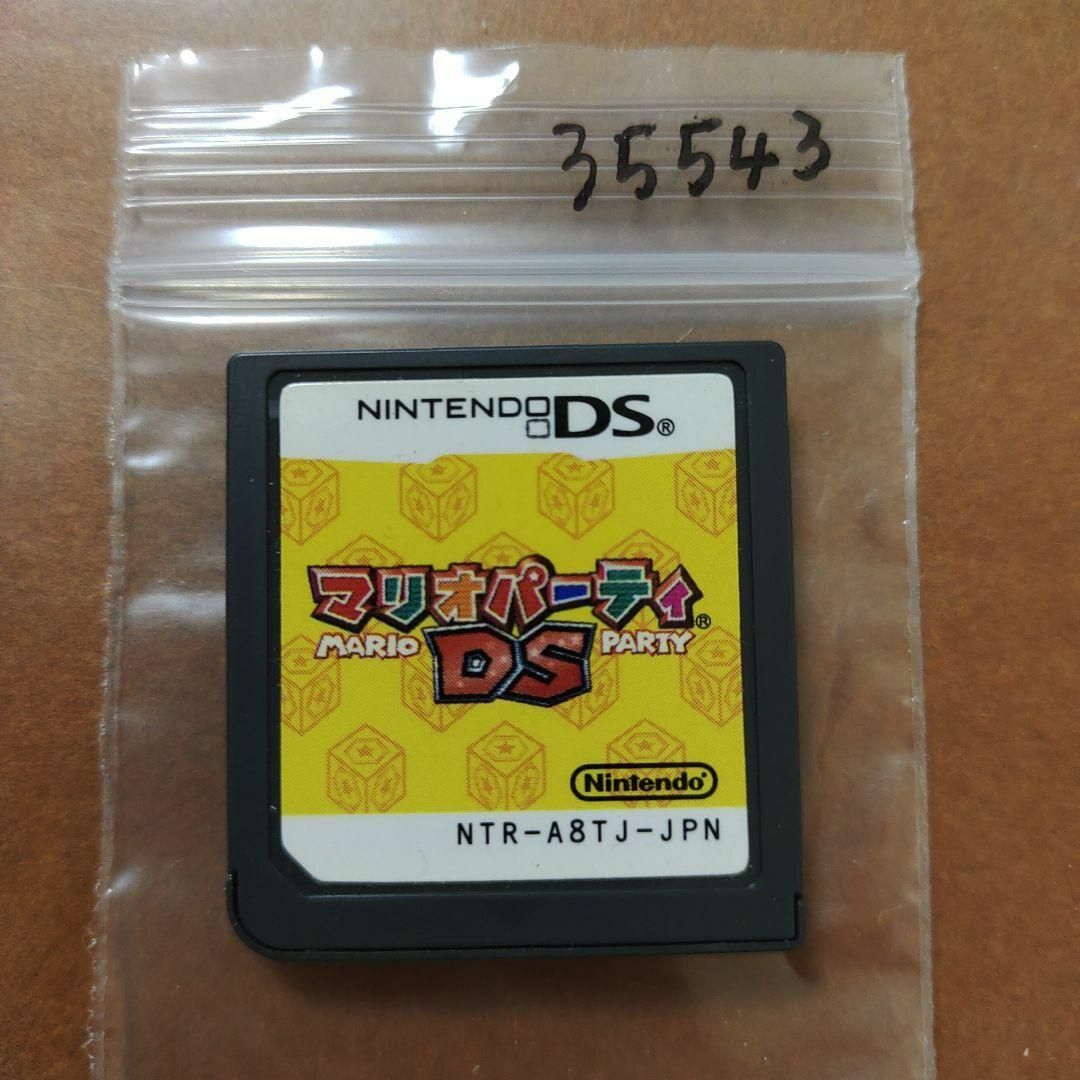 35543
NINTENDO DS®
マリオパーティ®
MARIO DS PARTY
Nintendo®
NTR-A8TJ-JPN